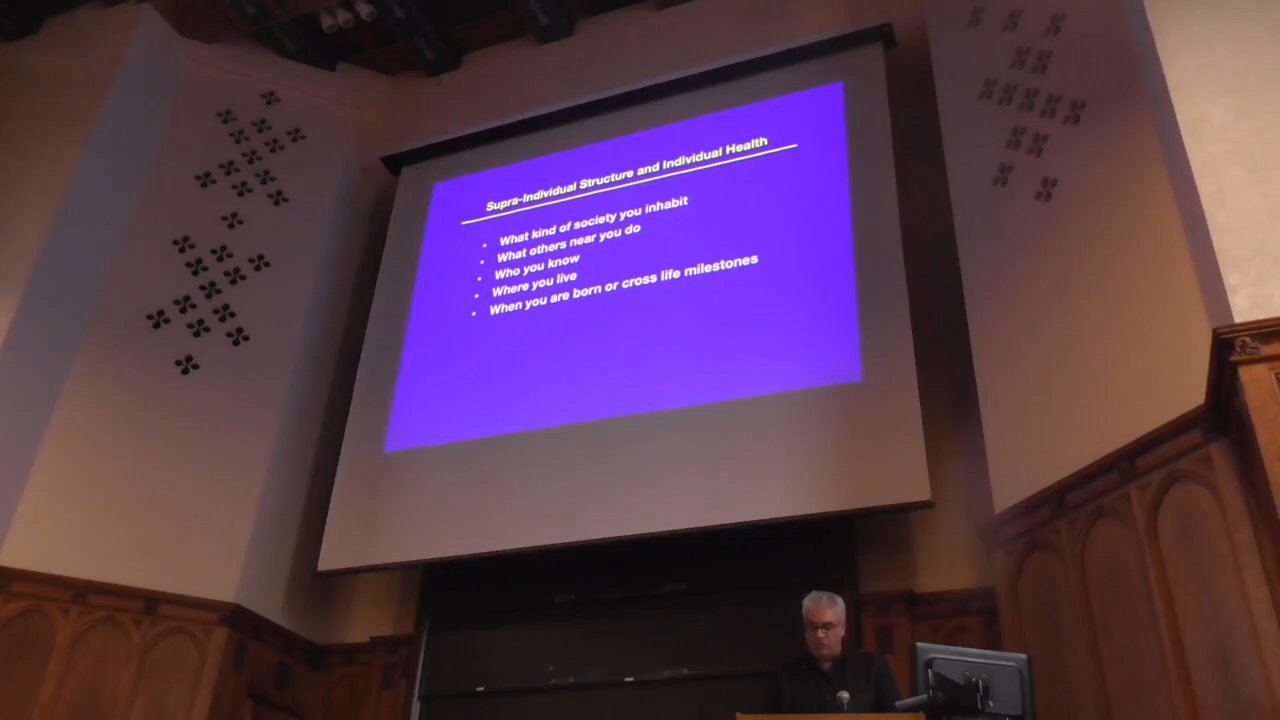 Supra-Individual Structure and Individual Health
• What kind of society you inhabit
• What others near you do
• Who you know
• Where you live
• When you are born or cross life milestones